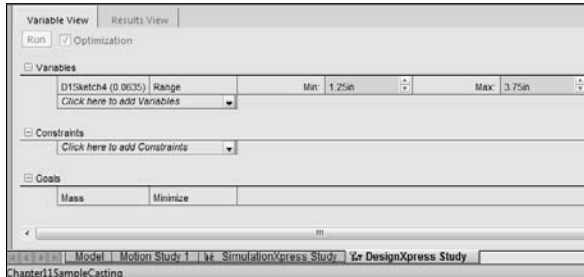 Variable View Results View
Run Optimization
Variables
D1Sketch4 (0.0635) Range Min: 1.25in Max: 3.75in
Click here to add Variables
Constraints
Click here to add Constraints
Goals
Mass Minimize
Model Motion Study 1 SimulationXpress Study DesignXpress Study
Chapter11SampleCasting